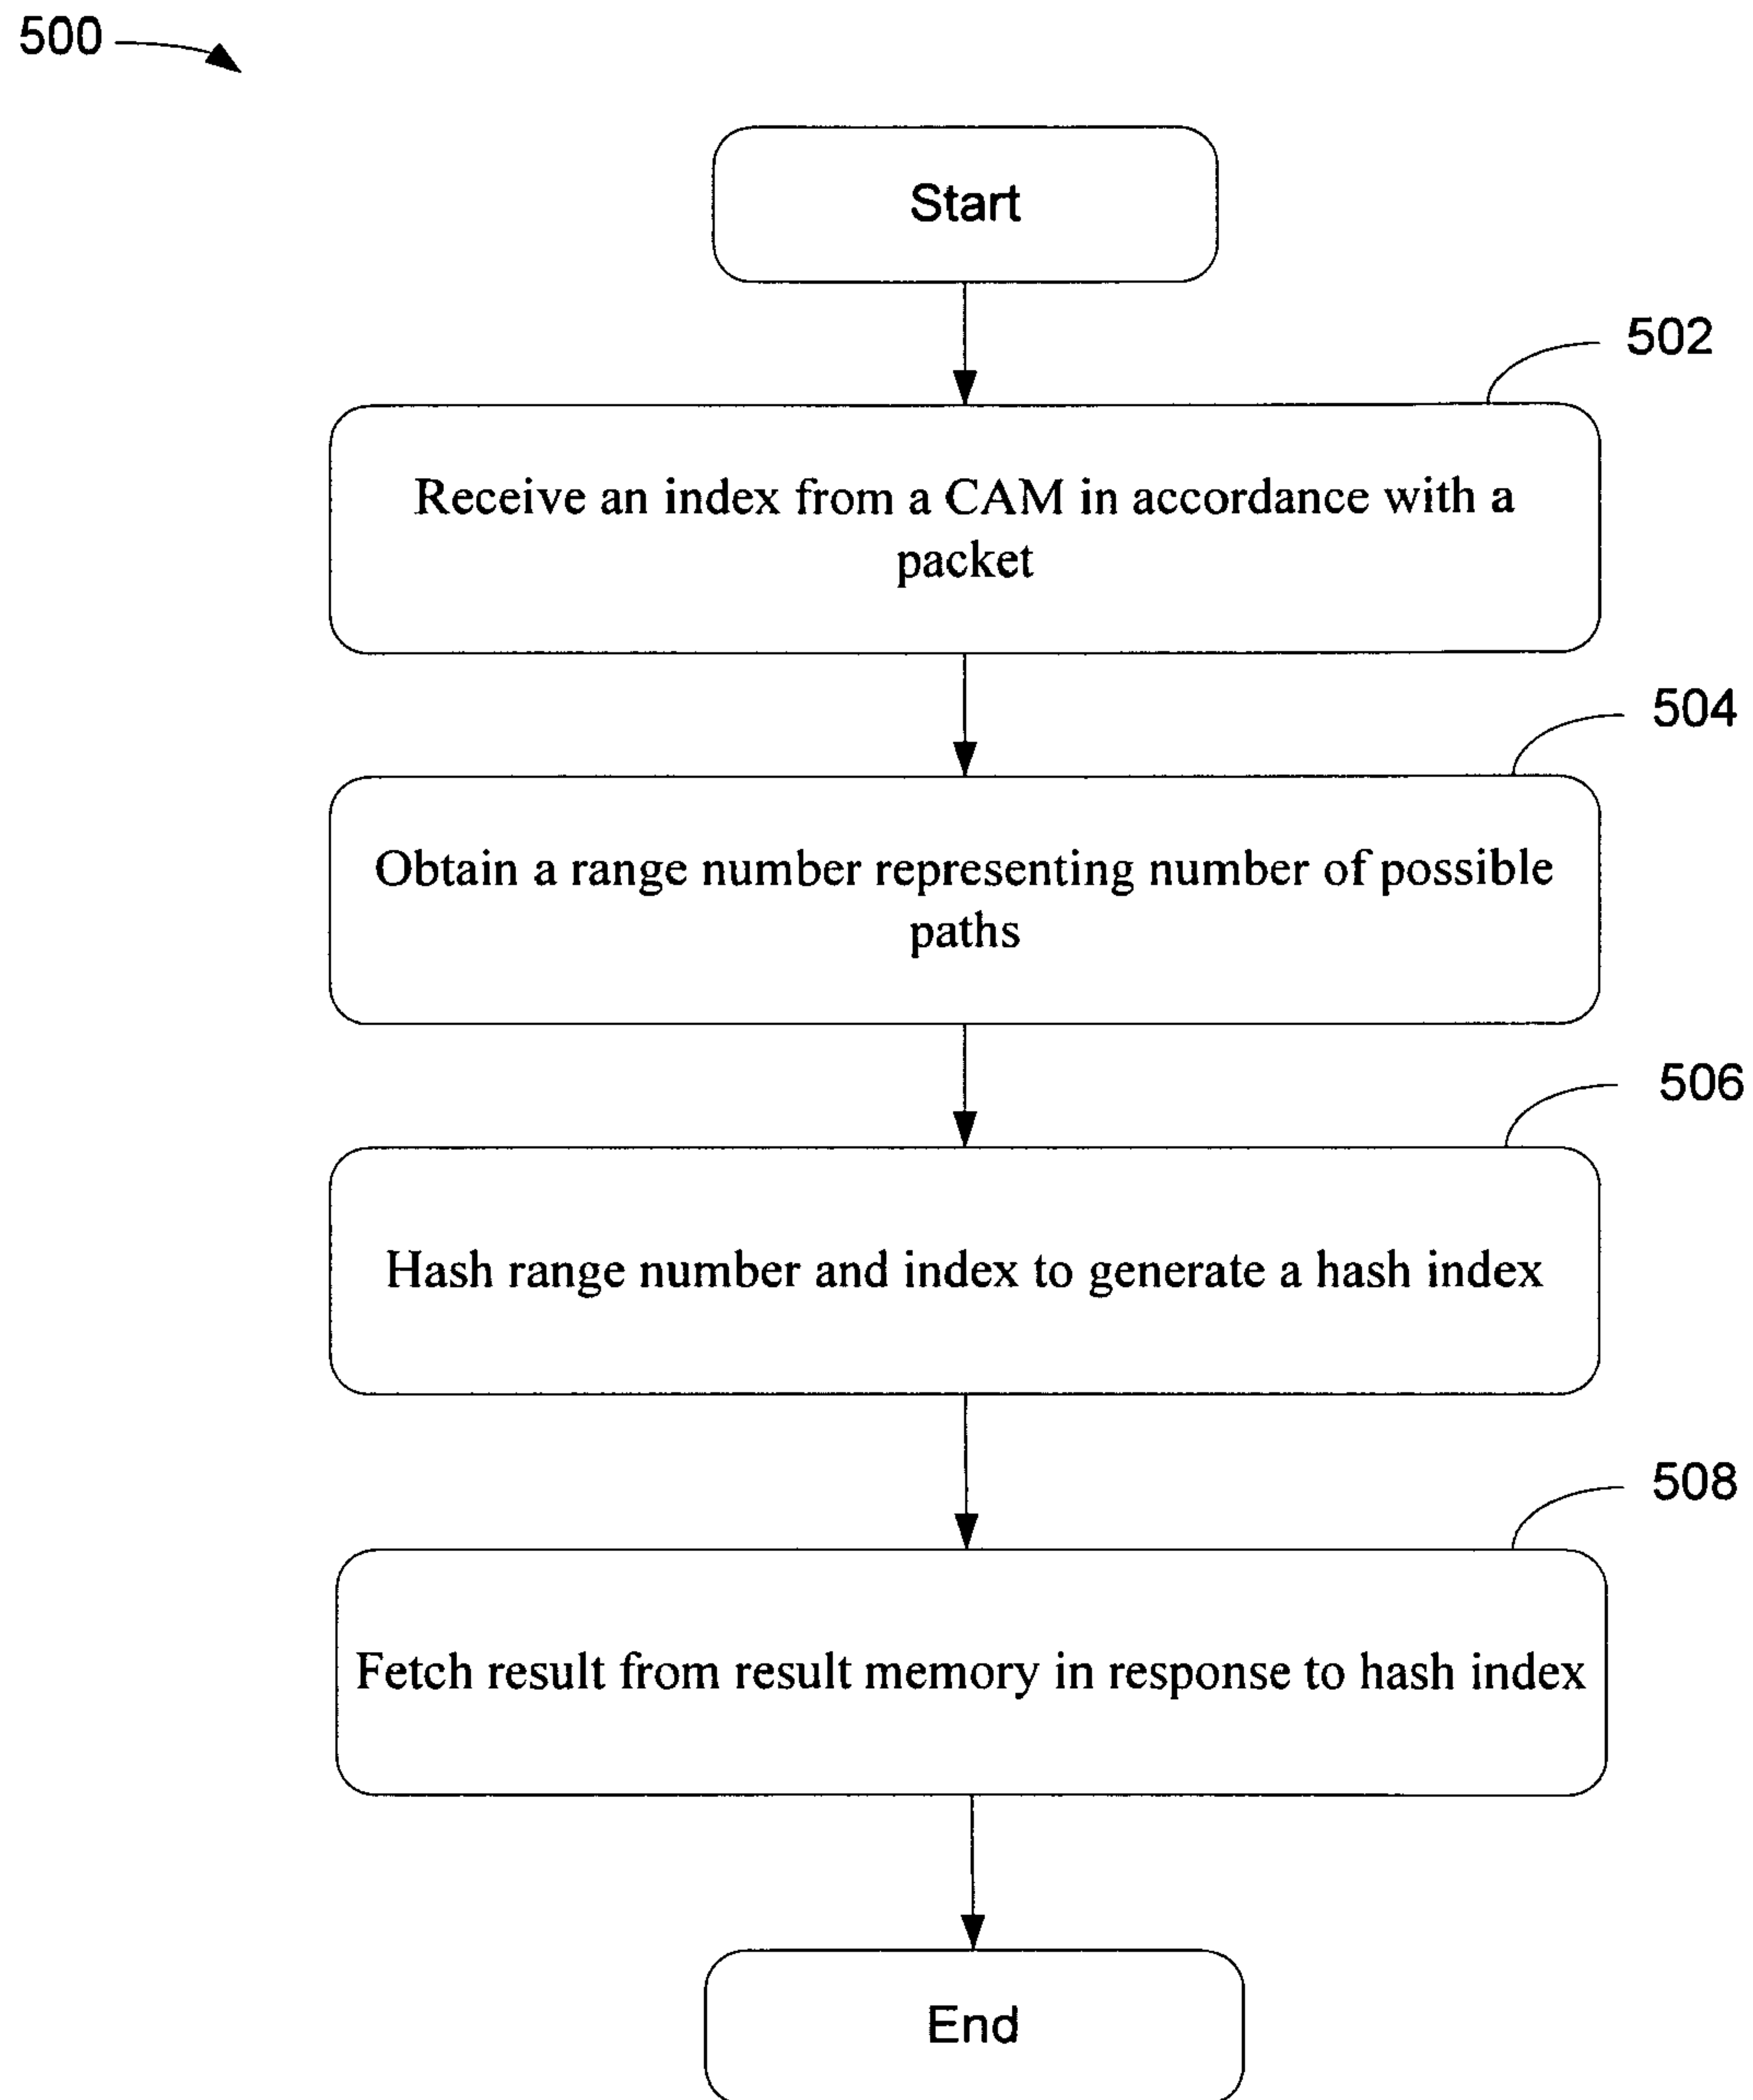 500
Start
502
Receive an index from a CAM in accordance with a
packet
504
Obtain a range number representing number of possible
paths
506
Hash range number and index to generate a hash index
508
Fetch result from result memory in response to hash index
End